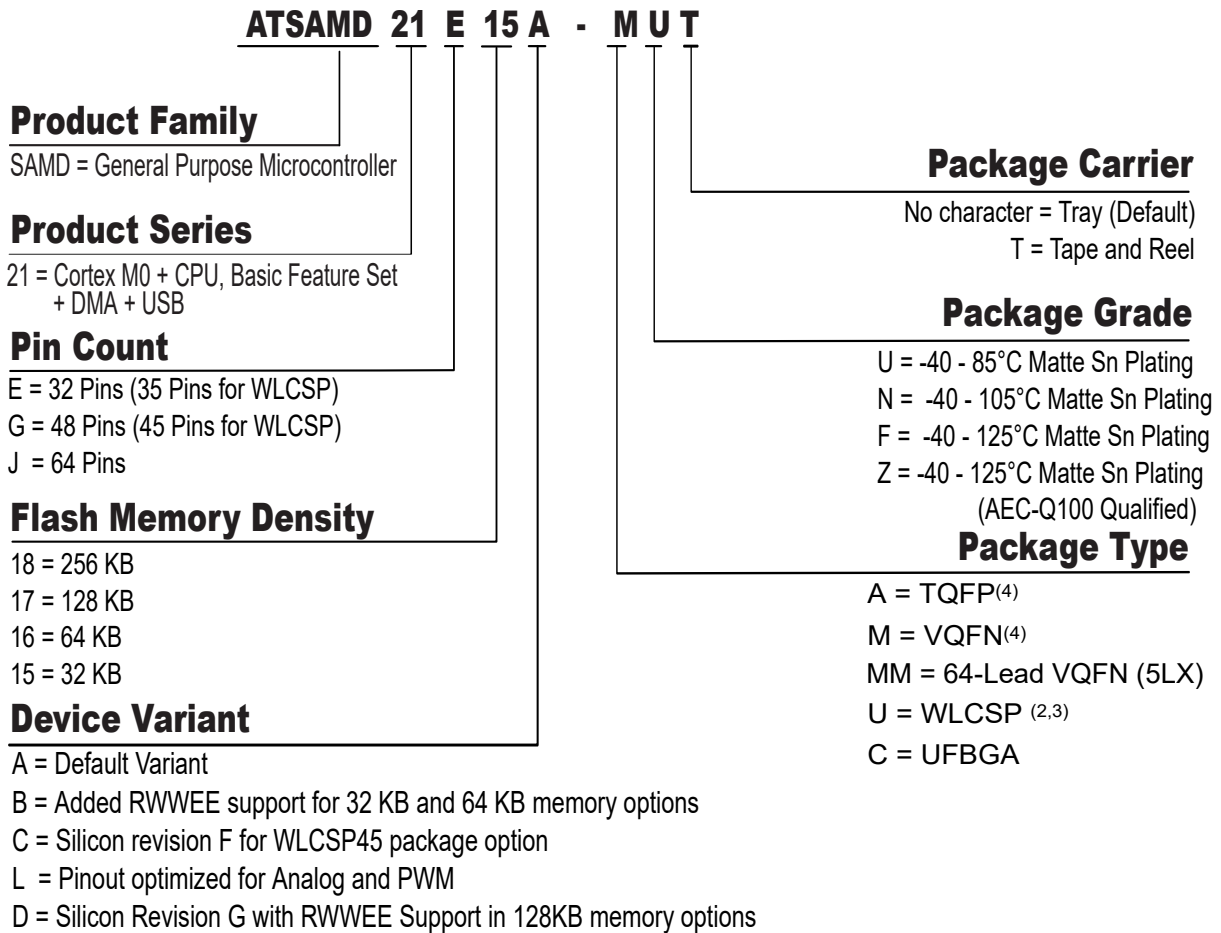 ATSAMD 21 E 15 A - M U T
Product Family
SAMD = General Purpose Microcontroller
Product Series
21 = Cortex M0 + CPU, Basic Feature Set
+ DMA + USB
Pin Count
E = 32 Pins (35 Pins for WLCSP)
G = 48 Pins (45 Pins for WLCSP)
J = 64 Pins
Flash Memory Density
18 = 256 KB
17 = 128 KB
16 = 64 KB
15 = 32 KB
Device Variant
A = Default Variant
B = Added RWWEE support for 32 KB and 64 KB memory options
C = Silicon revision F for WLCSP45 package option
L = Pinout optimized for Analog and PWM
D = Silicon Revision G with RWWEE Support in 128KB memory options
Package Carrier
No character = Tray (Default)
T = Tape and Reel
Package Grade
U = -40 - 85°C Matte Sn Plating
N = -40 - 105°C Matte Sn Plating
F = -40 - 125°C Matte Sn Plating
Z = -40 - 125°C Matte Sn Plating
(AEC-Q100 Qualified)
Package Type
A = TQFP(4)
M = VQFN(4)
MM = 64-Lead VQFN (5LX)
U = WLCSP (2,3)
C = UFBGA